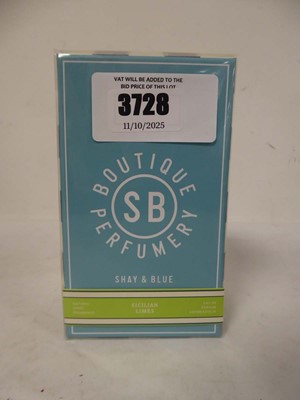 VAT WILL BE ADDED TO THE
BID PRICE OF THIS LOT
3728
11/10/2025
BOUTIQUE
SB
PERFUMERY
SHAY & BLUE
SICILIAN
LIMES